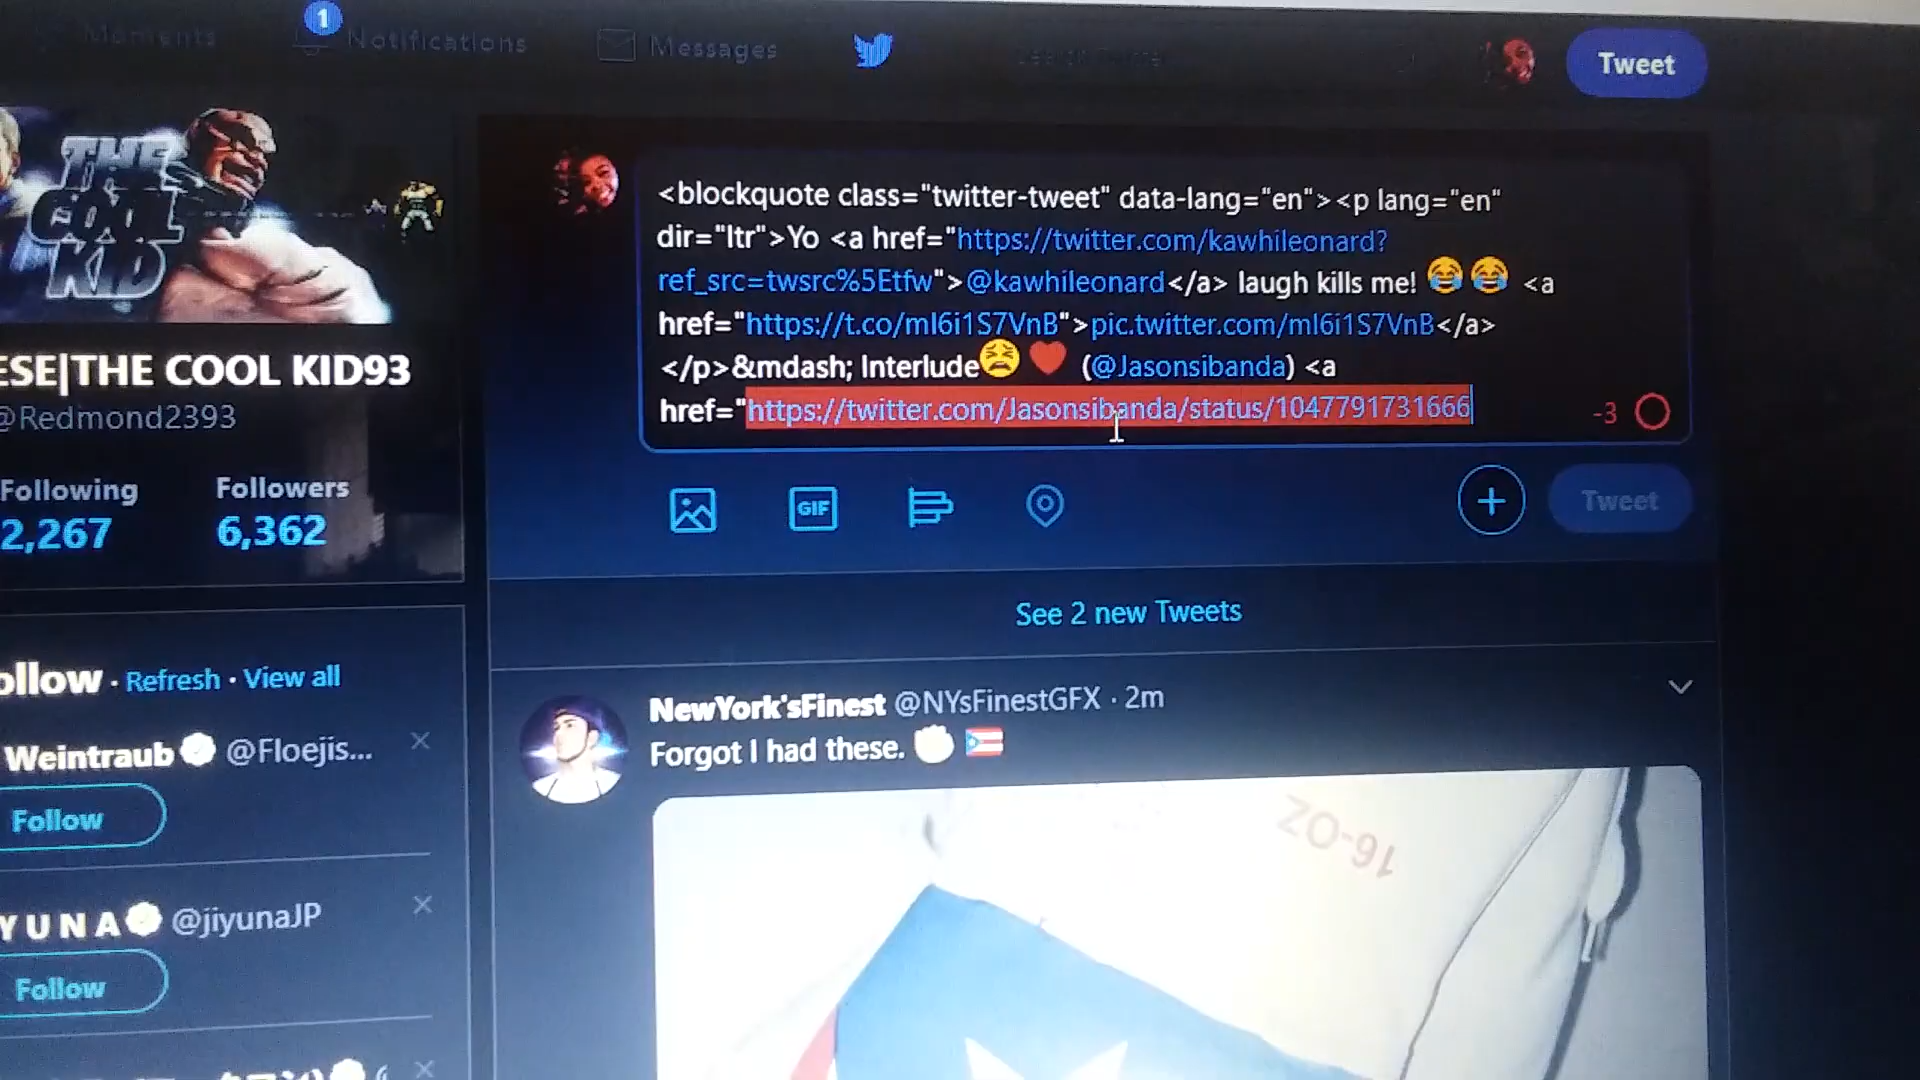 Moments
1
Notifications
Messages
Tweet
THE
COOL
KID
ESE|THE COOL KID93
@Redmond2393
Following
2,267
Followers
6,362
<blockquote class="twitter-tweet" data-lang="en"><p lang="en"
dir="ltr">Yo <a href="https://twitter.com/kawhileonard?
ref_src=twsrc%5Etfw">@kawhileonard</a> laugh kills me! 😂😂 <a
href="https://t.co/ml6i1S7VnB">pic.twitter.com/ml6i1S7VnB</a>
</p>&mdash; Interlude😫❤️ (@Jasonsibanda) <a
href="https://twitter.com/Jasonsibanda/status/1047791731666
-3
GIF
Tweet
See 2 new Tweets
ollow · Refresh · View all
Weintraub @Floejis...
Follow
YUNA @jiyunaJP
Follow
NewYork'sFinest @NYsFinestGFX · 2m
Forgot I had these. ✊🏻 🇵🇷
16-OZ